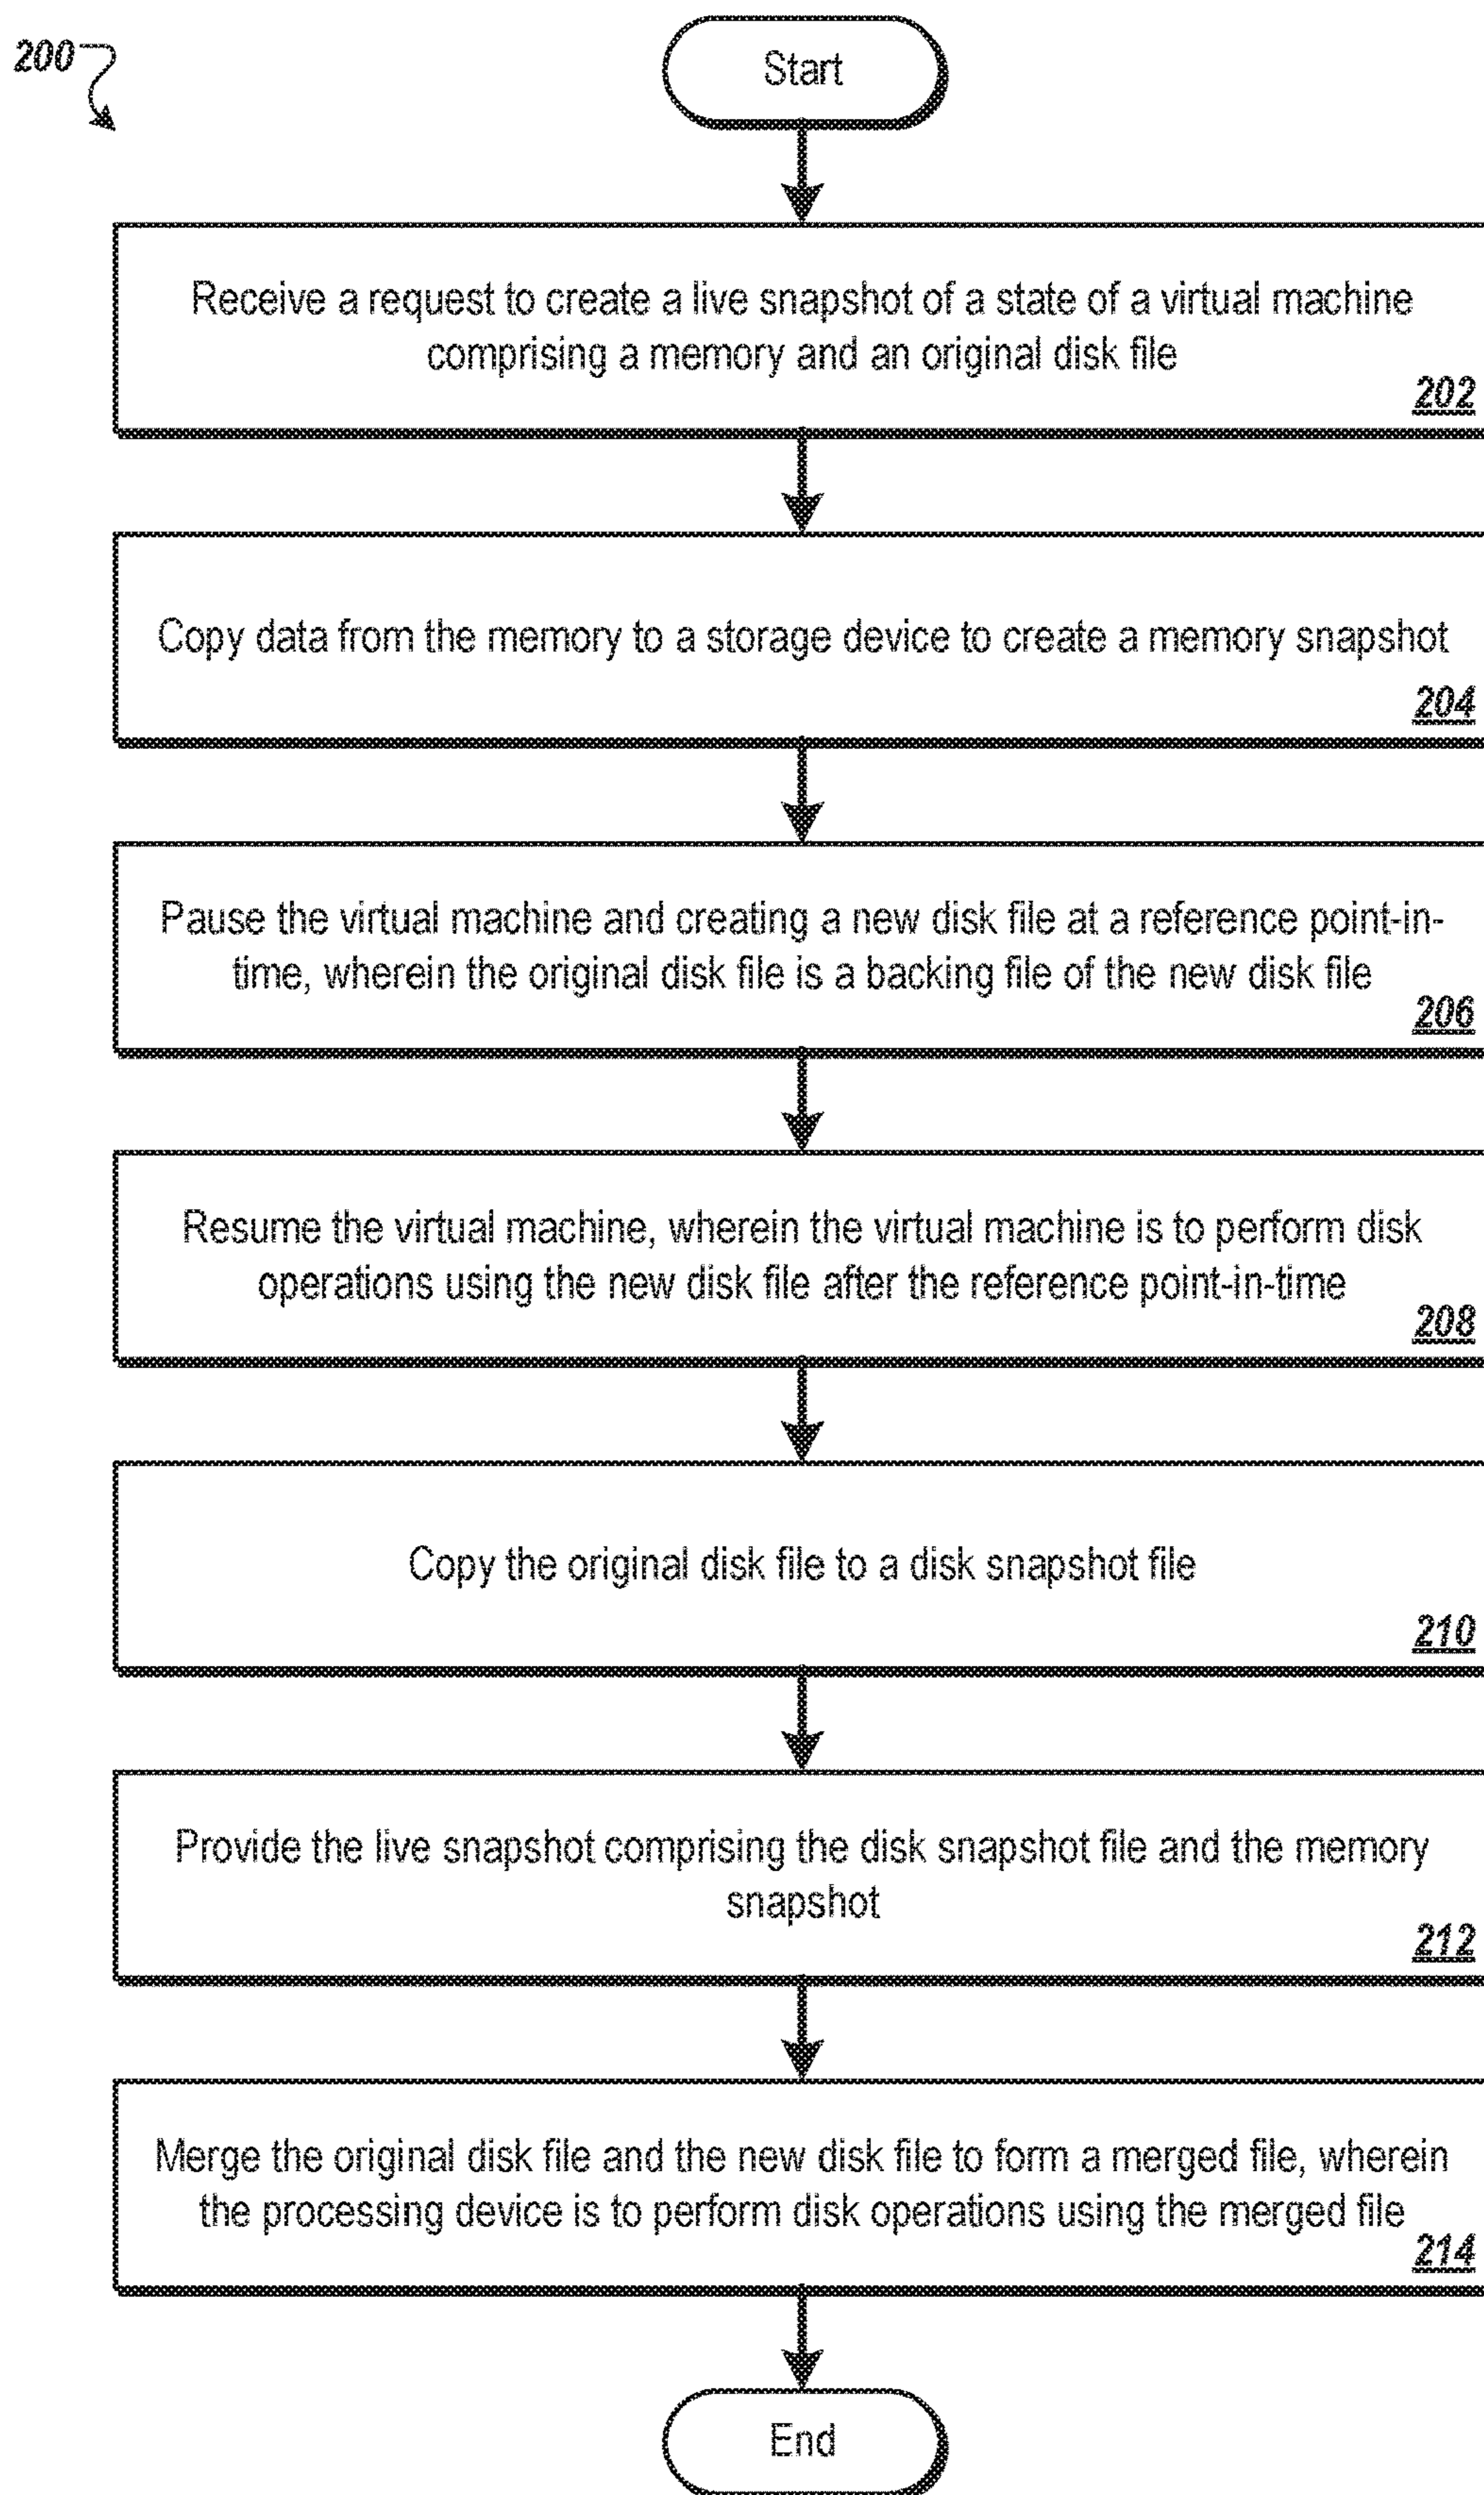 200
Start
Receive a request to create a live snapshot of a state of a virtual machine
comprising a memory and an original disk file
202
Copy data from the memory to a storage device to create a memory snapshot
204
Pause the virtual machine and creating a new disk file at a reference point-in-
time, wherein the original disk file is a backing file of the new disk file
206
Resume the virtual machine, wherein the virtual machine is to perform disk
operations using the new disk file after the reference point-in-time
208
Copy the original disk file to a disk snapshot file
210
Provide the live snapshot comprising the disk snapshot file and the memory
snapshot
212
Merge the original disk file and the new disk file to form a merged file, wherein
the processing device is to perform disk operations using the merged file
214
End